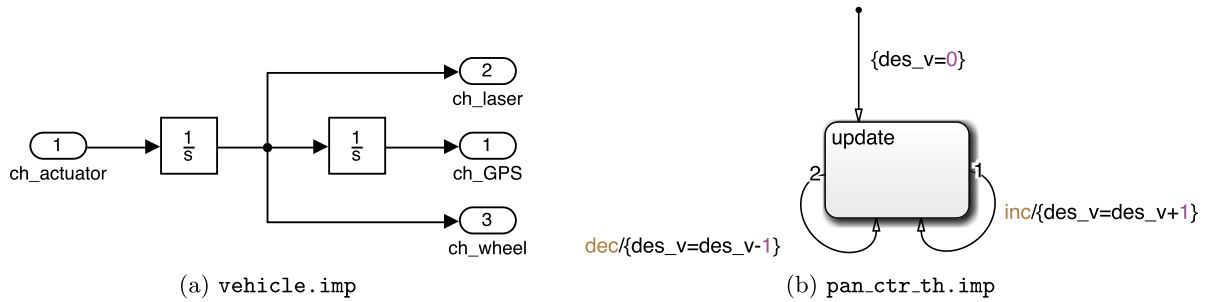 1
ch_actuator
1
s
1
s
2
ch_laser
1
ch_GPS
3
ch_wheel
(a) vehicle.imp
{des_v=0}
update
2
1
inc/{des_v=des_v+1}
dec/{des_v=des_v-1}
(b) pan_ctr_th.imp